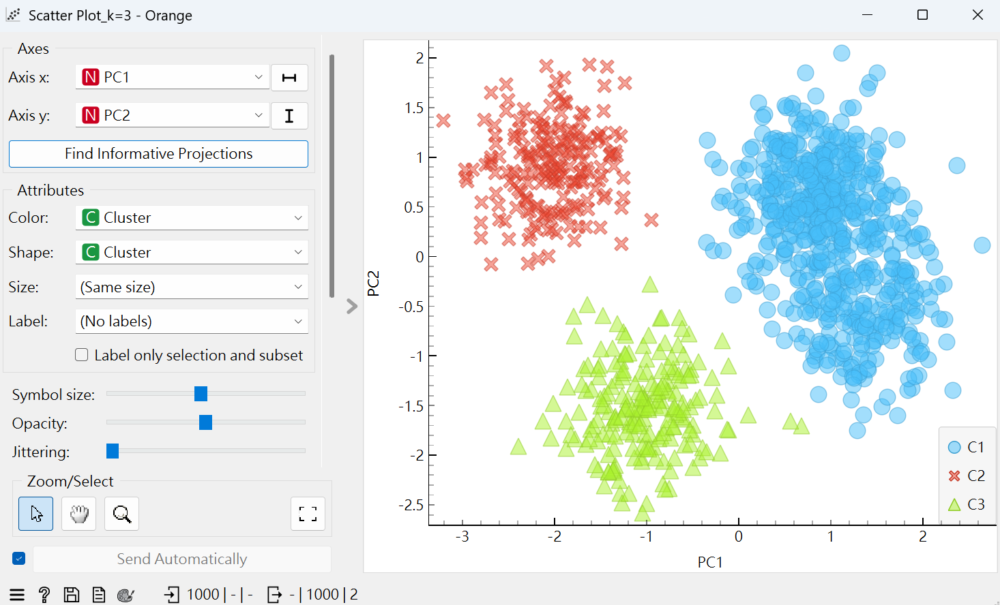 Scatter Plot_k=3 - Orange
Axes
Axis x: N PC1
Axis y: N PC2
Find Informative Projections
Attributes
Color: C Cluster
Shape: C Cluster
Size: (Same size)
Label: (No labels)
Label only selection and subset
Symbol size:
Opacity:
Jittering:
Zoom/Select
Send Automatically
1000 | - | - - | 1000 | 2
PC2
2
1.5
1
0.5
0
-0.5
-1
-1.5
-2
-2.5
-3 -2 -1 0 1 2
PC1
C1
C2
C3